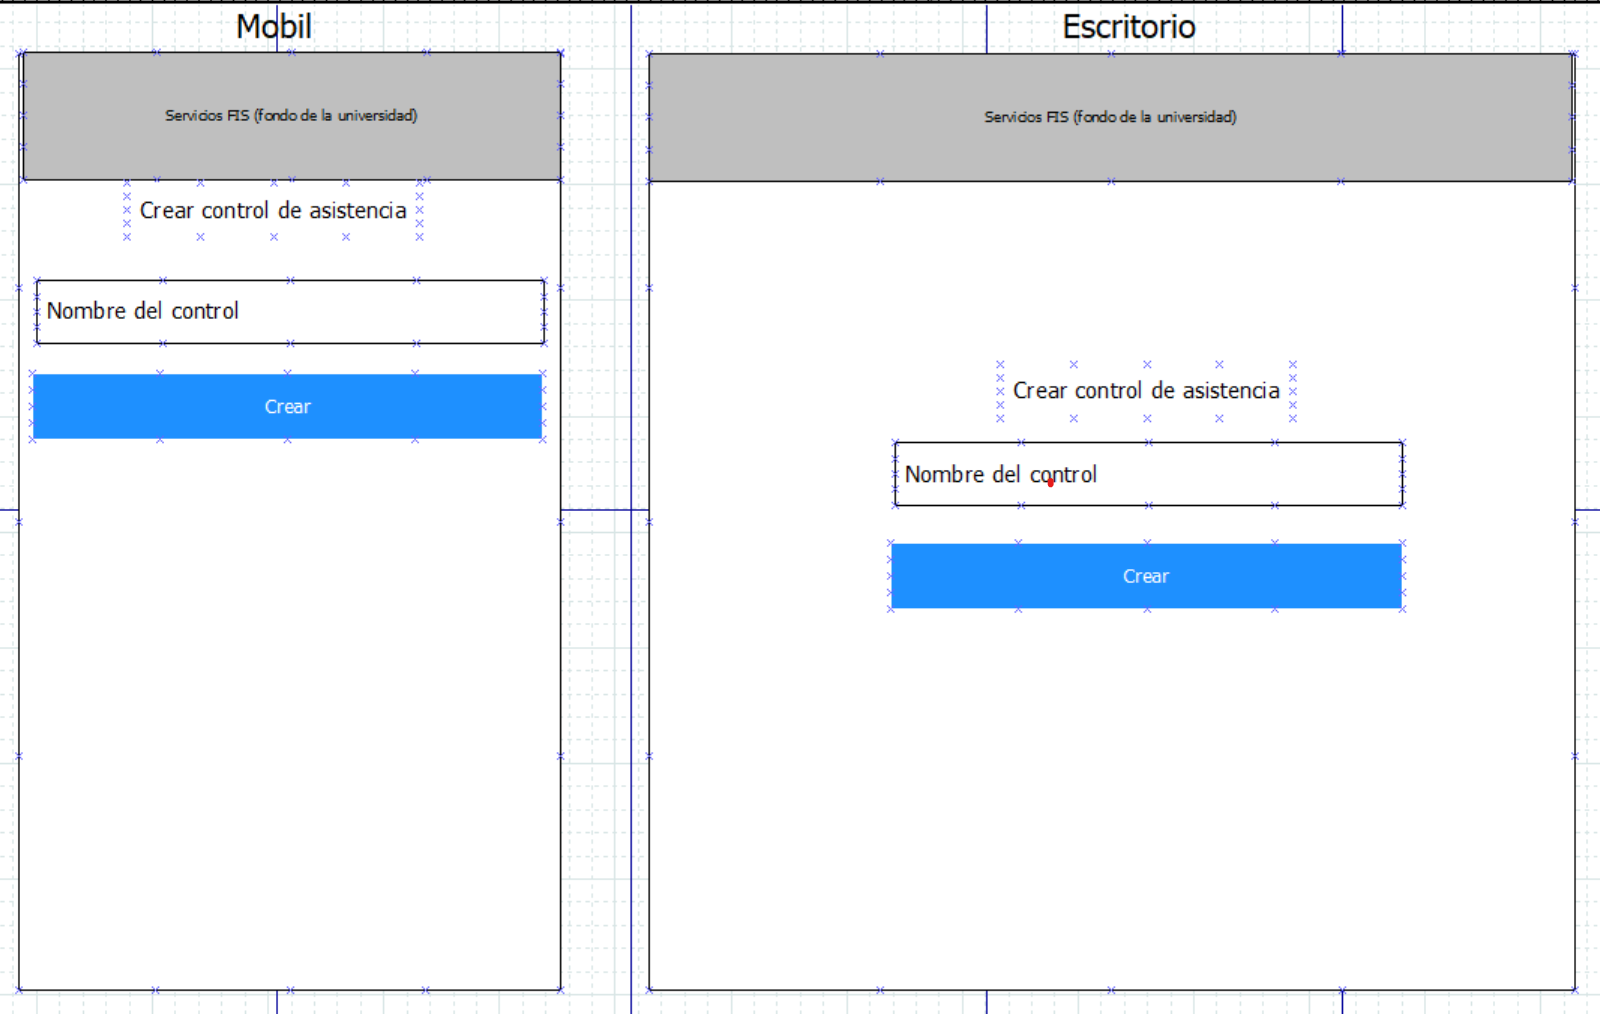 Mobil
Servicios FIS (fondo de la universidad)
Crear control de asistencia
Nombre del control
Crear
Escritorio
Servicios FIS (fondo de la universidad)
Crear control de asistencia
Nombre del control
Crear